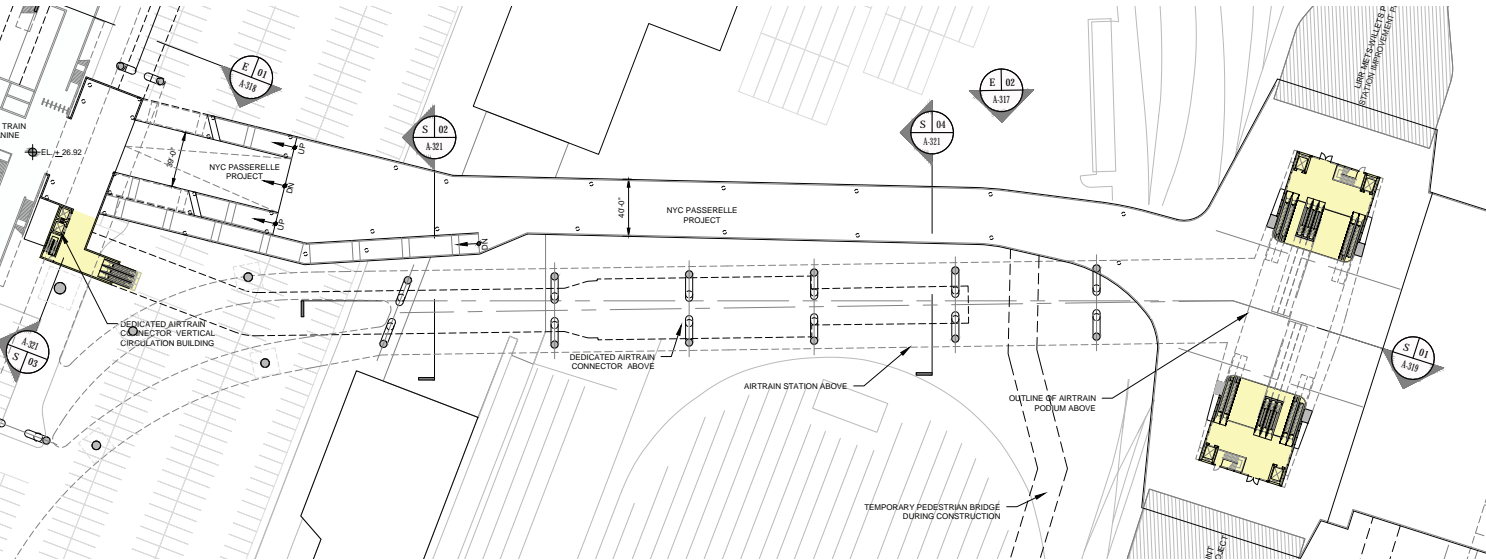 LIRR METS-WILLETS P
STATION IMPROVEMENT P
E 01
A-318
E 02
A-317
S 02
A-321
S 04
A-321
TRAIN
NINE
EL. ± 26.92
39'-0"
NYC PASSERELLE
PROJECT
UP
DN
UP
DN
40'-0"
NYC PASSERELLE
PROJECT
DEDICATED AIRTRAIN
CONNECTOR VERTICAL
CIRCULATION BUILDING
A-321
S 03
DEDICATED AIRTRAIN
CONNECTOR ABOVE
AIRTRAIN STATION ABOVE
OUTLINE OF AIRTRAIN
PODIUM ABOVE
S 01
A-319
TEMPORARY PEDESTRIAN BRIDGE
DURING CONSTRUCTION